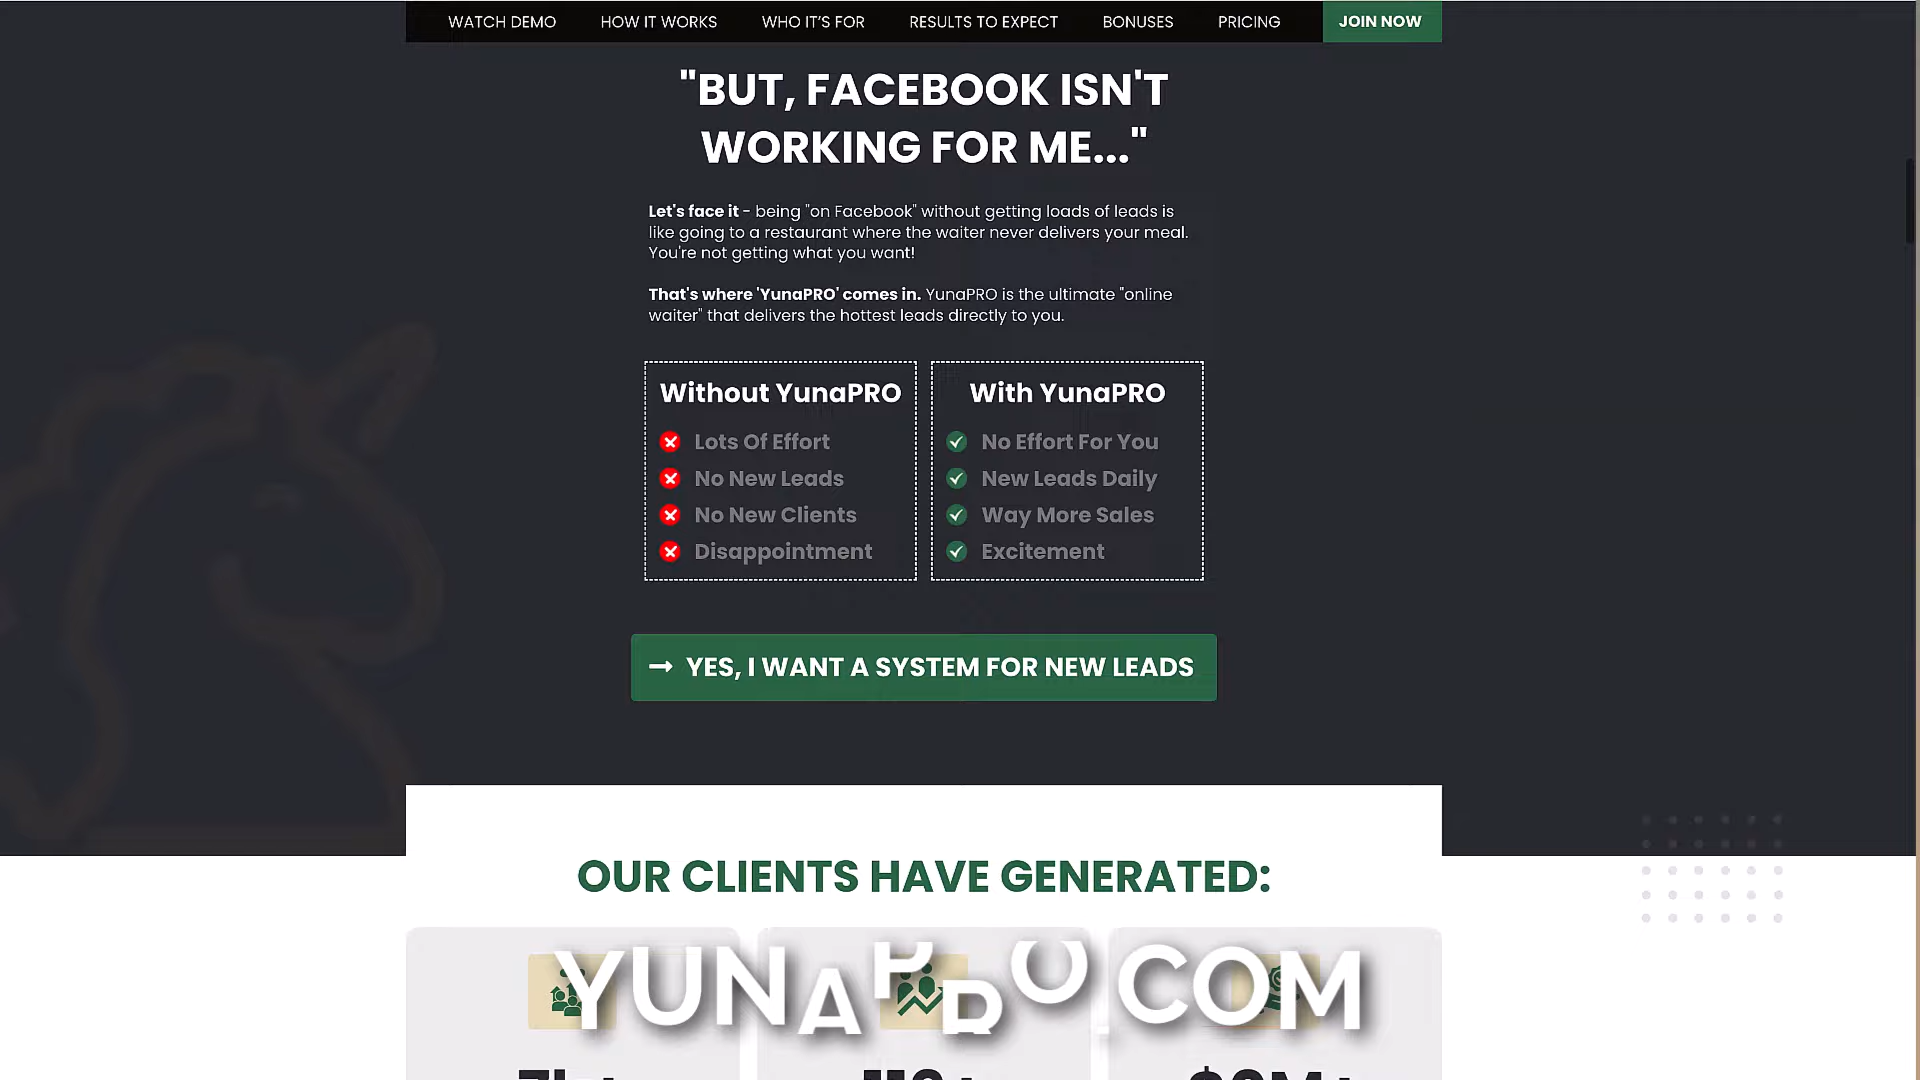 WATCH DEMO HOW IT WORKS WHO IT'S FOR RESULTS TO EXPECT BONUSES PRICING JOIN NOW
"BUT, FACEBOOK ISN'T
WORKING FOR ME..."
Let's face it - being "on Facebook" without getting loads of leads is
like going to a restaurant where the waiter never delivers your meal.
You're not getting what you want!
That's where 'YunaPRO' comes in. YunaPRO is the ultimate "online
waiter" that delivers the hottest leads directly to you.
Without YunaPRO
Lots Of Effort
No New Leads
No New Clients
Disappointment
With YunaPRO
No Effort For You
New Leads Daily
Way More Sales
Excitement
→ YES, I WANT A SYSTEM FOR NEW LEADS
OUR CLIENTS HAVE GENERATED:
YUNAPRO.COM